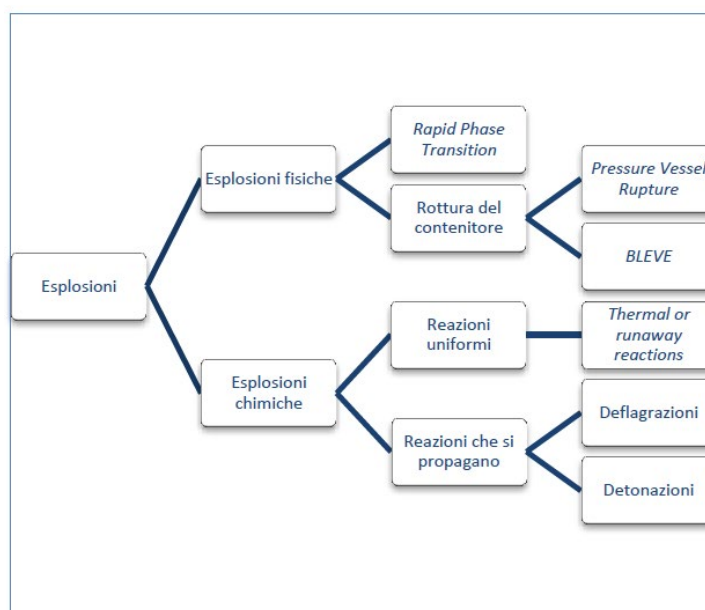 Esplosioni
Esplosioni fisiche
Rapid Phase
Transition
Rottura del
contenitore
Pressure Vessel
Rupture
BLEVE
Esplosioni
chimiche
Reazioni
uniformi
Thermal or
runaway
reactions
Reazioni che si
propagano
Deflagrazioni
Detonazioni